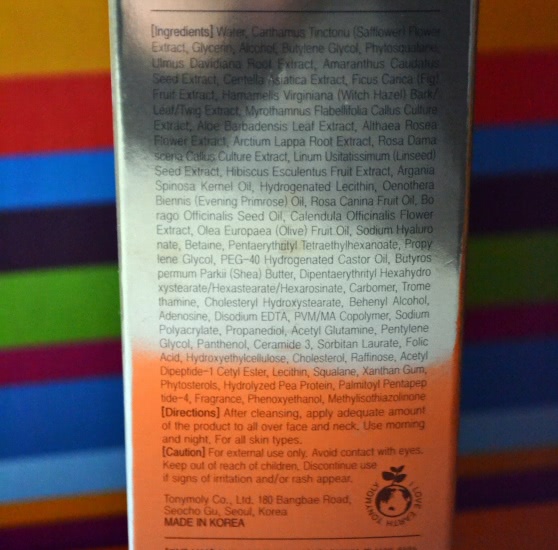 [Ingredients] Water, Carthamus Tinctoriu (Safflower) Flower
Extract, Glycerin, Alcohol, Butylene Glycol, Phytosqualane,
Ulmus Davidiana Root Extract, Amaranthus Caudatus
Seed Extract, Centella Asiatica Extract, Ficus Carica (Fig)
Fruit Extract, Hamamelis Virginiana (Witch Hazel) Bark/
Leaf/Twig Extract, Myrothamnus Flabellifolia Callus Culture
Extract, Aloe Barbadensis Leaf Extract, Althaea Rosea
Flower Extract, Arctium Lappa Root Extract, Rosa Dama
scena Callus Culture Extract, Linum Usitatissimum (Linseed)
Seed Extract, Hibiscus Esculentus Fruit Extract, Argania
Spinosa Kernel Oil, Hydrogenated Lecithin, Oenothera
Biennis (Evening Primrose) Oil, Rosa Canina Fruit Oil, Bo
rago Officinalis Seed Oil, Calendula Officinalis Flower
Extract, Olea Europaea (Olive) Fruit Oil, Sodium Hyaluro
nate, Betaine, Pentaerythrityl Tetraethylhexanoate, Propy
lene Glycol, PEG-40 Hydrogenated Castor Oil, Butyros
permum Parkii (Shea) Butter, Dipentaerythrityl Hexahydro
xystearate/Hexastearate/Hexarosinate, Carbomer, Trome
thamine, Cholesteryl Hydroxystearate, Behenyl Alcohol,
Adenosine, Disodium EDTA, PVM/MA Copolymer, Sodium
Polyacrylate, Propanediol, Acetyl Glutamine, Pentylene
Glycol, Panthenol, Ceramide 3, Sorbitan Laurate, Folic
Acid, Hydroxyethylcellulose, Cholesterol, Raffinose, Acetyl
Dipeptide-1 Cetyl Ester, Lecithin, Squalane, Xanthan Gum,
Phytosterols, Hydrolyzed Pea Protein, Palmitoyl Pentapep
tide-4, Fragrance, Phenoxyethanol, Methylisothiazolinone
[Directions] After cleansing, apply adequate amount
of the product to all over face and neck. Use morning
and night. For all skin types.
[Caution] For external use only. Avoid contact with eyes.
Keep out of reach of children. Discontinue use
if signs of irritation and/or rash appear.
Tonymoly Co., Ltd. 180 Bangbae Road,
Seocho Gu, Seoul, Korea
MADE IN KOREA
TONYMOLY I LOVE EARTH